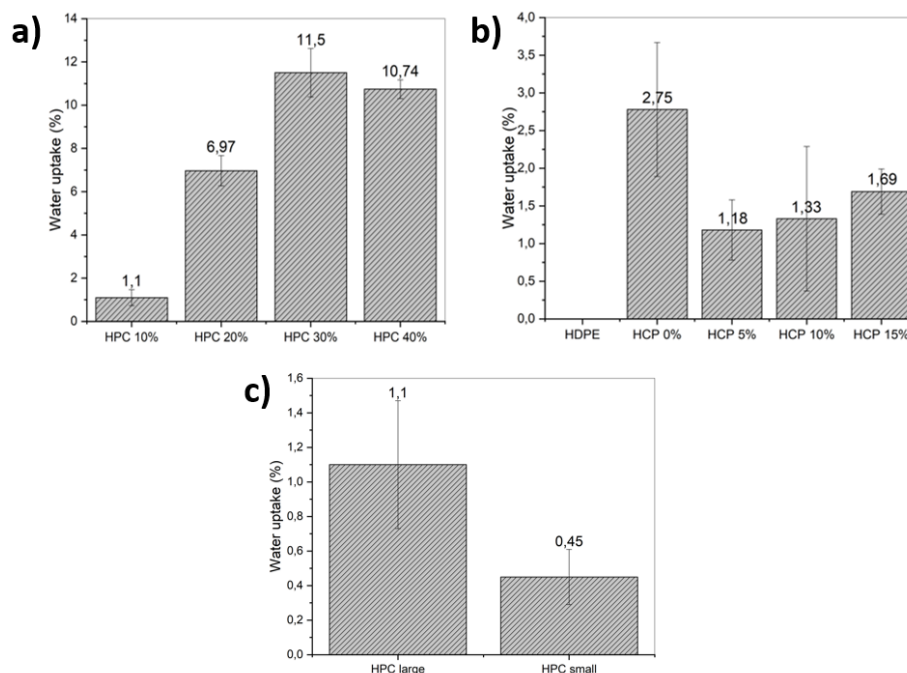 a)
Water uptake (%)
14
12
10
8
6
4
2
0
1,1
6,97
11,5
10,74
HPC 10%
HPC 20%
HPC 30%
HPC 40%
b)
Water uptake (%)
4,0
3,5
3,0
2,5
2,0
1,5
1,0
0,5
0,0
2,75
1,18
1,33
1,69
HDPE
HCP 0%
HCP 5%
HCP 10%
HCP 15%
c)
Water uptake (%)
1,6
1,4
1,2
1,0
0,8
0,6
0,4
0,2
0,0
1,1
0,45
HPC large
HPC small